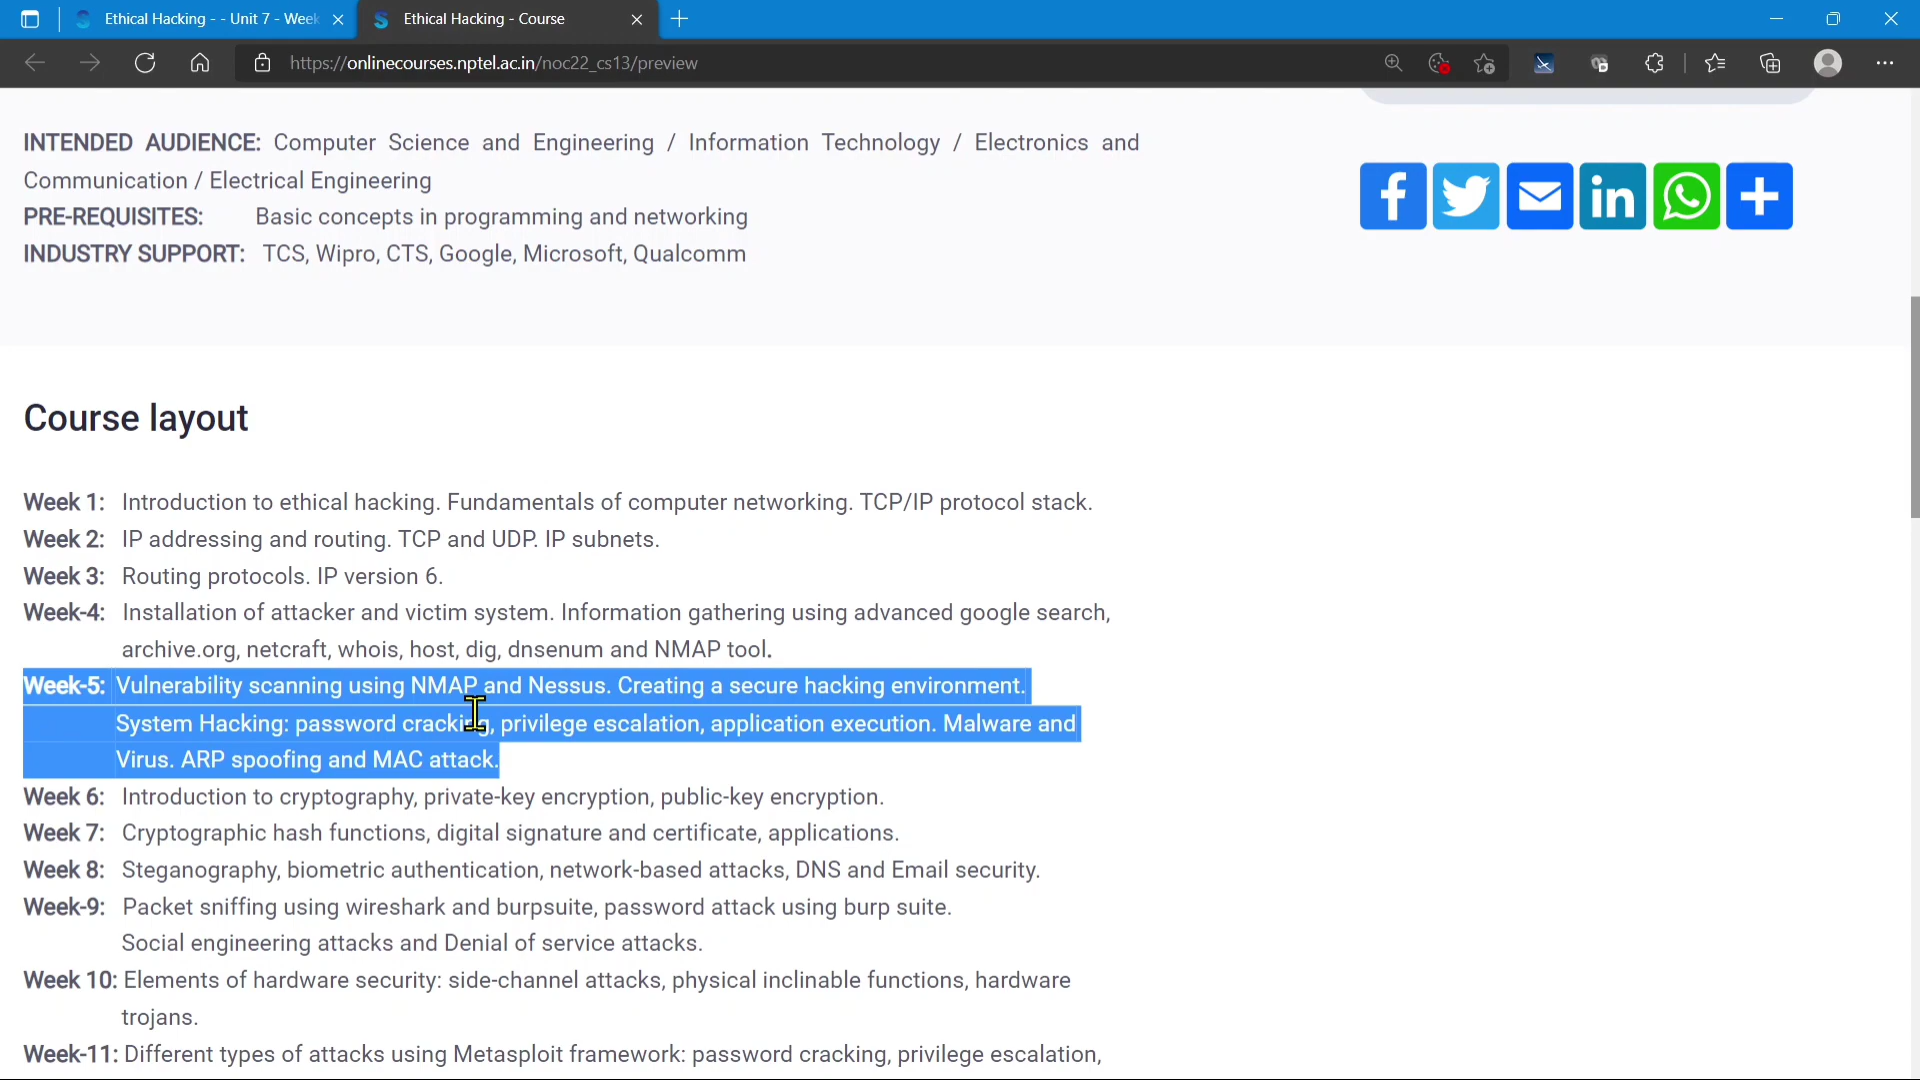 Ethical Hacking - - Unit 7 - Week
Ethical Hacking - Course
https://onlinecourses.nptel.ac.in/noc22_cs13/preview
INTENDED AUDIENCE: Computer Science and Engineering / Information Technology / Electronics and
Communication / Electrical Engineering
PRE-REQUISITES: Basic concepts in programming and networking
INDUSTRY SUPPORT: TCS, Wipro, CTS, Google, Microsoft, Qualcomm
Course layout
Week 1: Introduction to ethical hacking. Fundamentals of computer networking. TCP/IP protocol stack.
Week 2: IP addressing and routing. TCP and UDP. IP subnets.
Week 3: Routing protocols. IP version 6.
Week-4: Installation of attacker and victim system. Information gathering using advanced google search,
archive.org, netcraft, whois, host, dig, dnsenum and NMAP tool.
Week-5: Vulnerability scanning using NMAP and Nessus. Creating a secure hacking environment.
System Hacking: password cracking, privilege escalation, application execution. Malware and
Virus. ARP spoofing and MAC attack.
Week 6: Introduction to cryptography, private-key encryption, public-key encryption.
Week 7: Cryptographic hash functions, digital signature and certificate, applications.
Week 8: Steganography, biometric authentication, network-based attacks, DNS and Email security.
Week-9: Packet sniffing using wireshark and burpsuite, password attack using burp suite.
Social engineering attacks and Denial of service attacks.
Week 10: Elements of hardware security: side-channel attacks, physical inclinable functions, hardware
trojans.
Week-11: Different types of attacks using Metasploit framework: password cracking, privilege escalation,